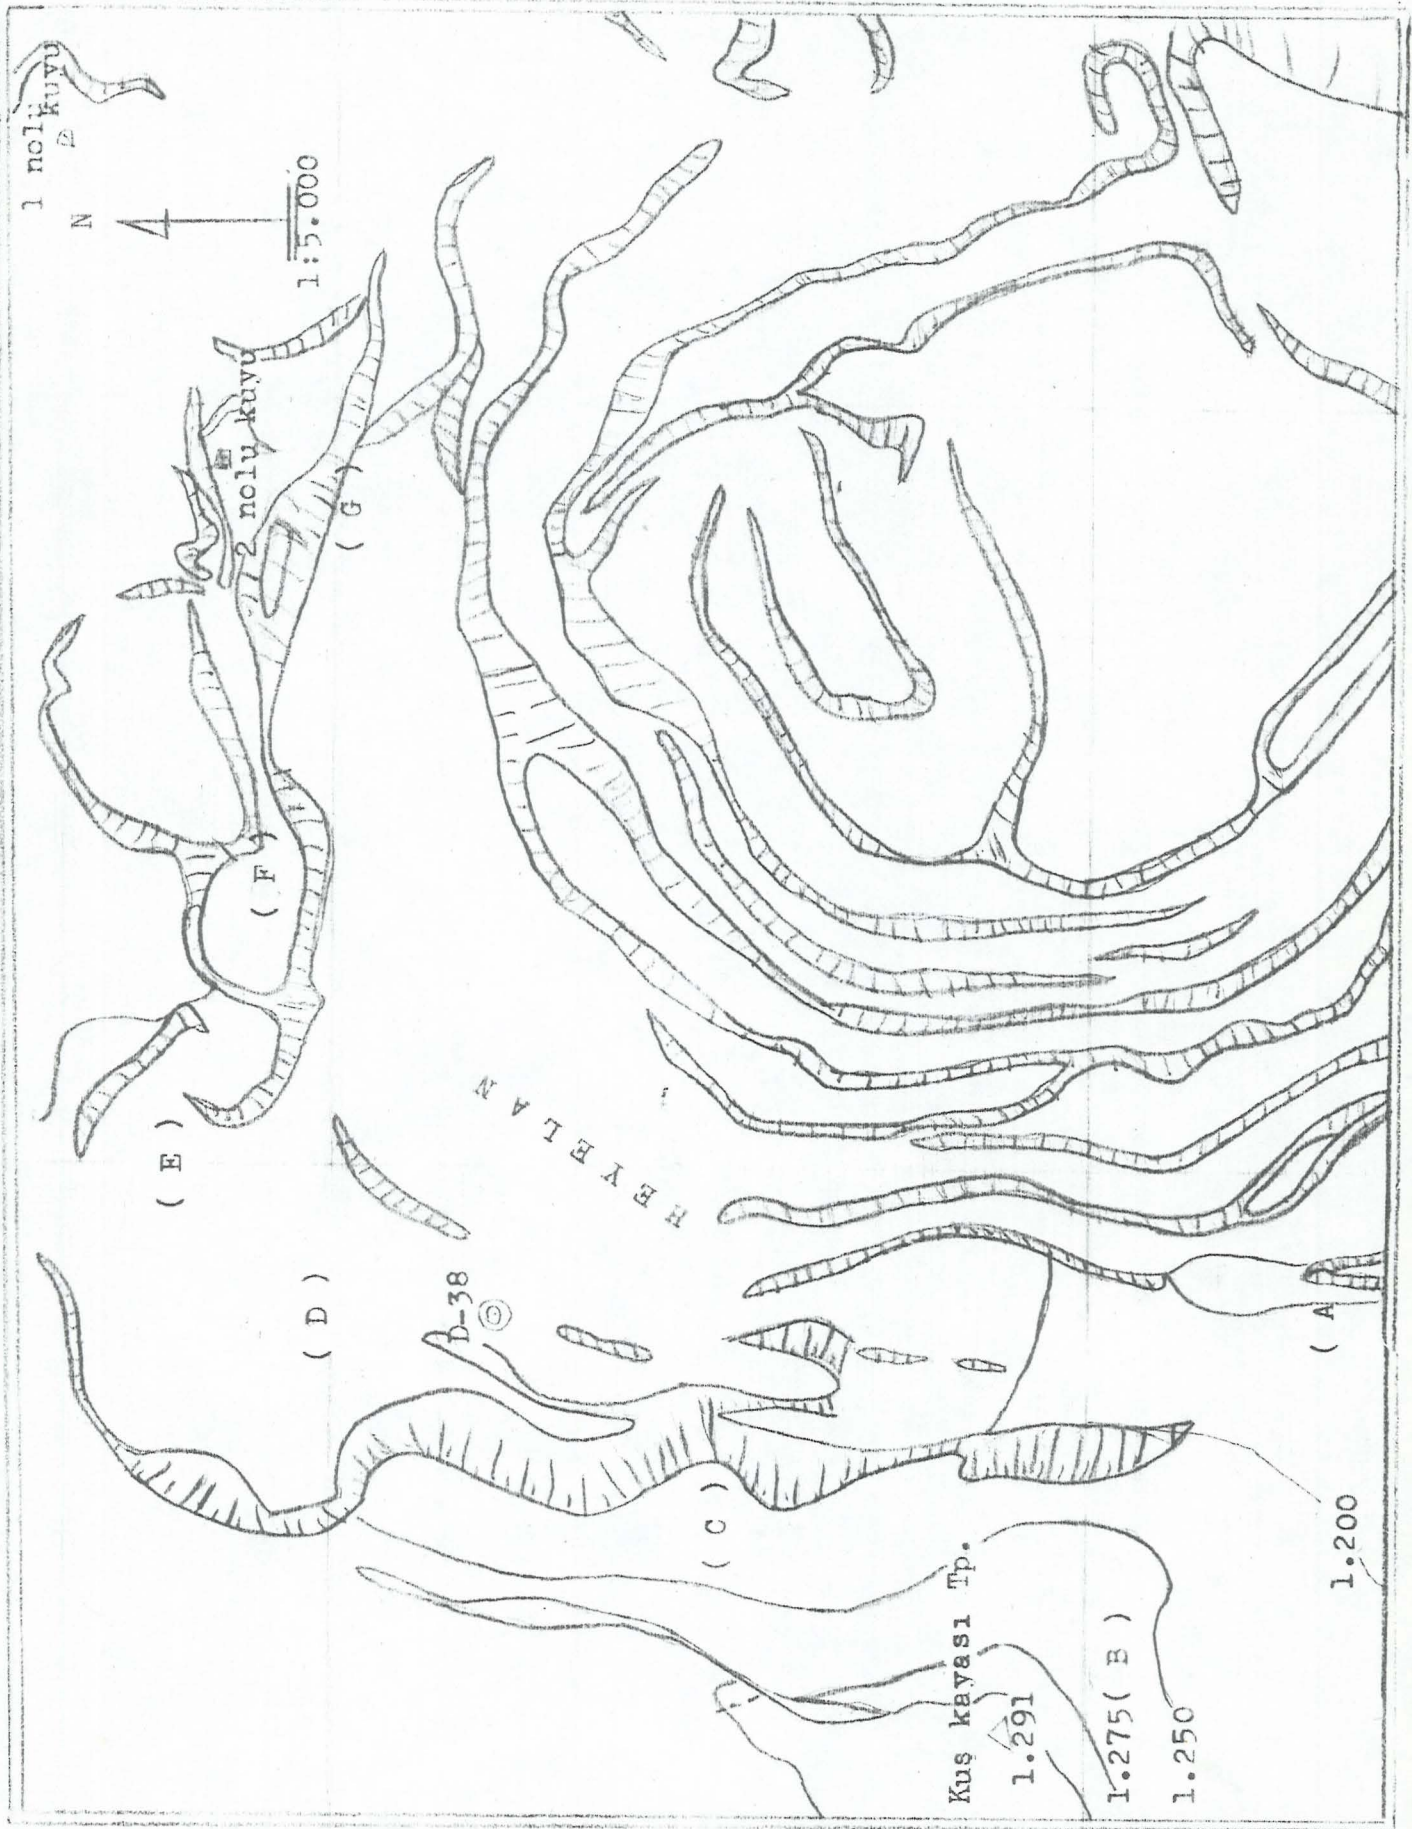 1 nolu
kuyu
N
1:5.000
2 nolu kuyu
( G )
( F )
( E )
( D )
HEYELAN
B-38
( C )
( A
Kuş kayası Tp.
1.291
1.275( B )
1.250
1.200